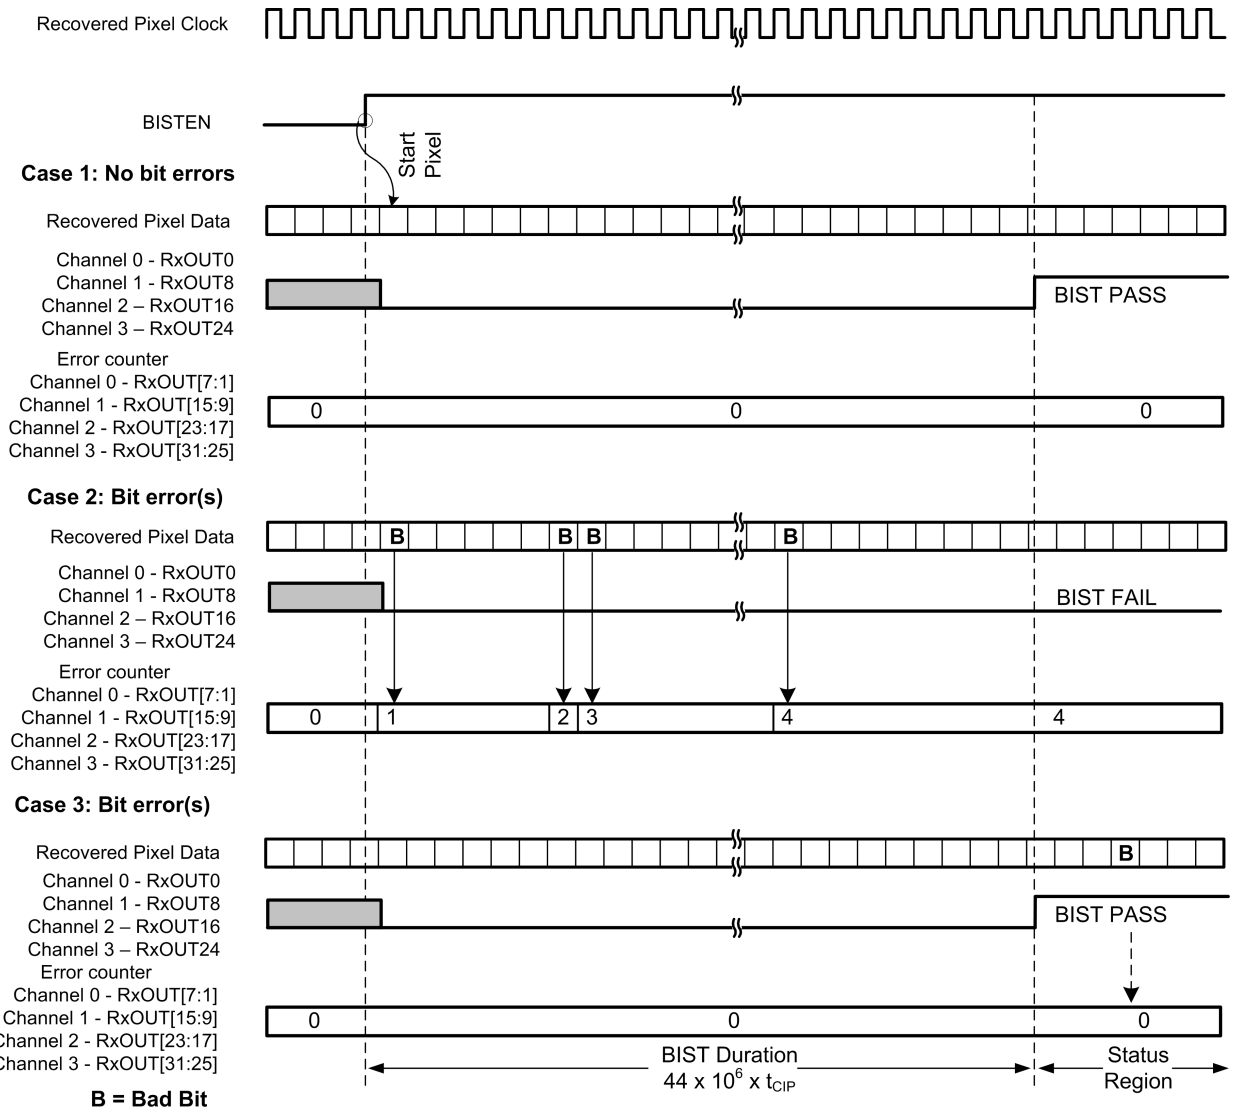 Recovered Pixel Clock
BISTEN
Start
Pixel
Case 1: No bit errors
Recovered Pixel Data
Channel 0 - RxOUT0
Channel 1 - RxOUT8
Channel 2 – RxOUT16
Channel 3 – RxOUT24
BIST PASS
Error counter
Channel 0 - RxOUT[7:1]
Channel 1 - RxOUT[15:9]
Channel 2 - RxOUT[23:17]
Channel 3 - RxOUT[31:25]
0 0 0
Case 2: Bit error(s)
Recovered Pixel Data
B B B B
Channel 0 - RxOUT0
Channel 1 - RxOUT8
Channel 2 – RxOUT16
Channel 3 – RxOUT24
BIST FAIL
Error counter
Channel 0 - RxOUT[7:1]
Channel 1 - RxOUT[15:9]
Channel 2 - RxOUT[23:17]
Channel 3 - RxOUT[31:25]
0 1 2 3 4 4
Case 3: Bit error(s)
Recovered Pixel Data
B
Channel 0 - RxOUT0
Channel 1 - RxOUT8
Channel 2 – RxOUT16
Channel 3 – RxOUT24
BIST PASS
Error counter
Channel 0 - RxOUT[7:1]
Channel 1 - RxOUT[15:9]
Channel 2 - RxOUT[23:17]
Channel 3 - RxOUT[31:25]
0 0 0
BIST Duration
44 x 10⁶ x tCIP
Status
Region
B = Bad Bit